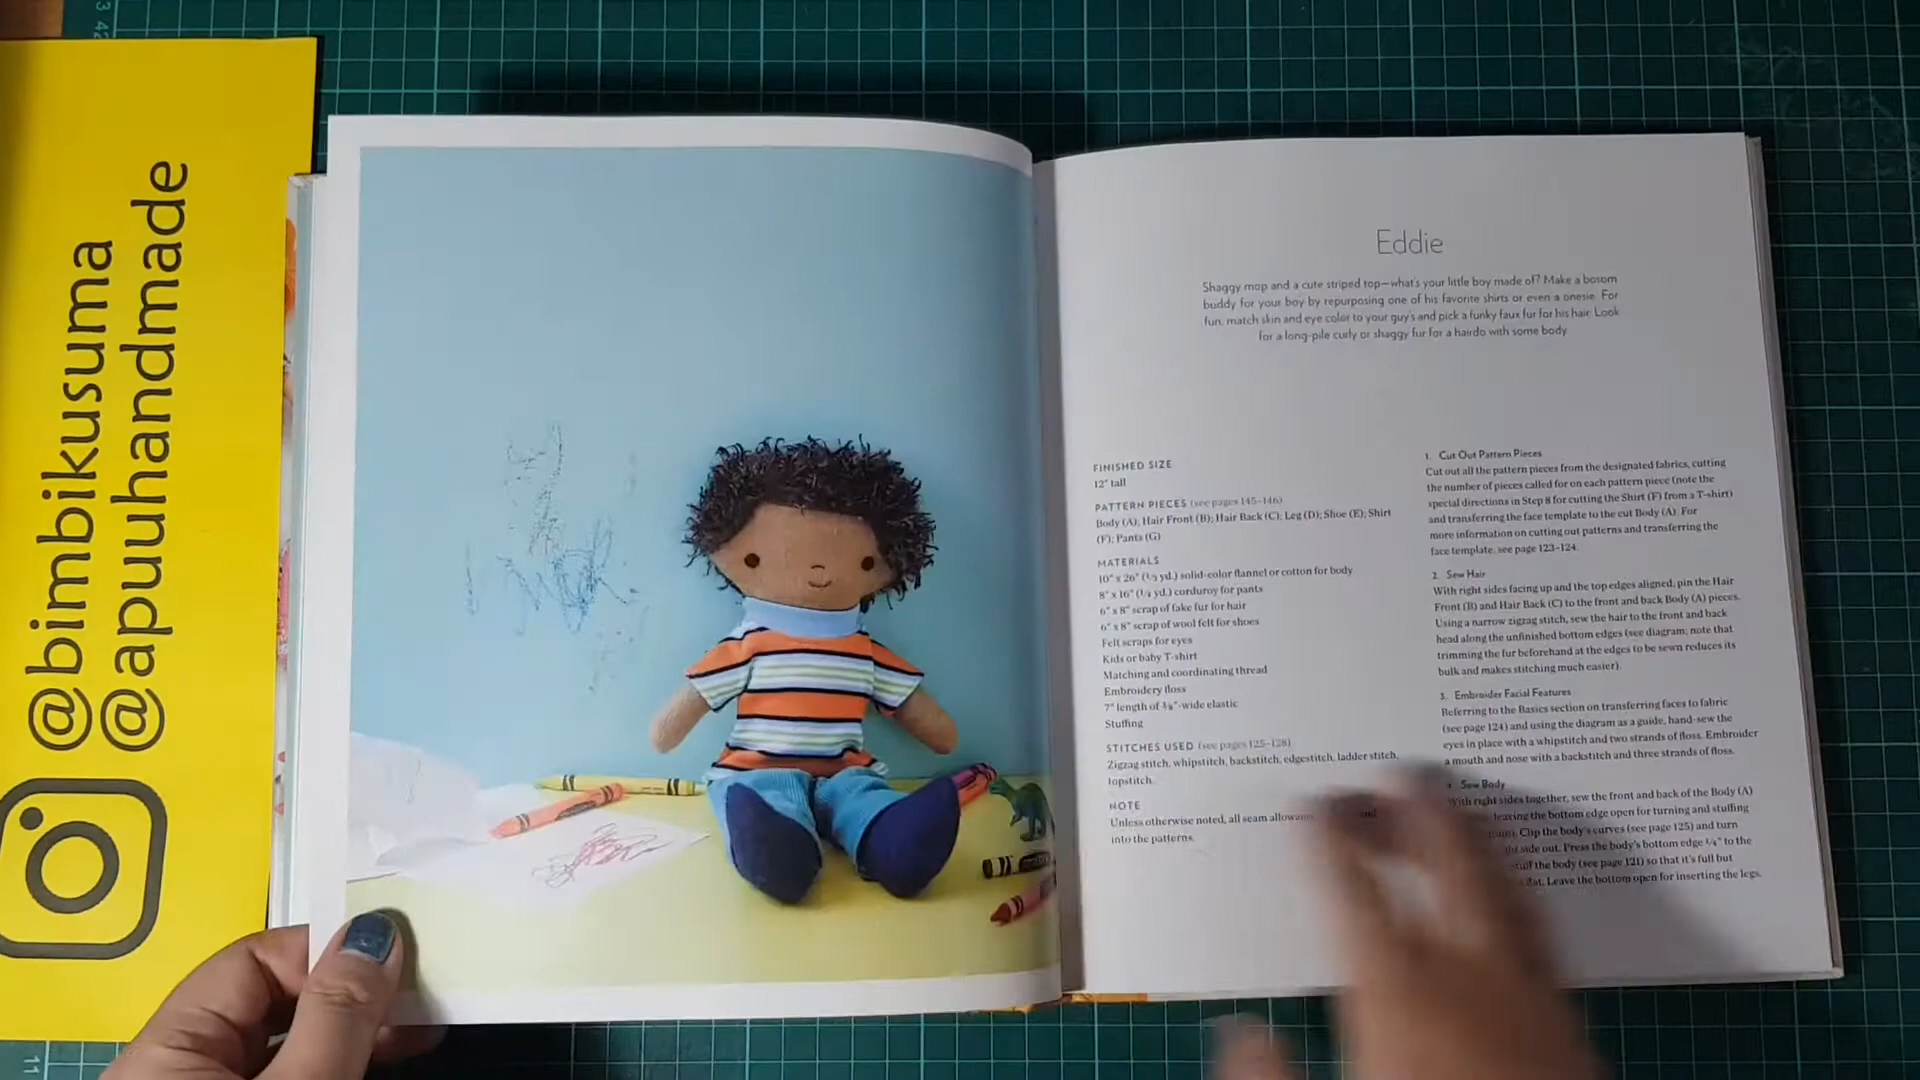 @bimbikusuma
@apuuhandmade
Eddie
Shaggy mop and a cute striped top—what's your little boy made of? Make a bosom
buddy for your boy by repurposing one of his favorite shirts or even a onesie. For
fun, match skin and eye color to your guy's and pick a funky faux fur for his hair. Look
for a long-pile curly or shaggy fur for a hairdo with some body.
FINISHED SIZE
12" tall
PATTERN PIECES (see pages 145–146)
Body (A); Hair Front (B); Hair Back (C); Leg (D); Shoe (E); Shirt
(F); Pants (G)
MATERIALS
10" x 26" (1/3 yd.) solid-color flannel or cotton for body
8" x 16" (1/4 yd.) corduroy for pants
6" x 8" scrap of fake fur for hair
6" x 8" scrap of wool felt for shoes
Felt scraps for eyes
Kids or baby T-shirt
Matching and coordinating thread
Embroidery floss
7" length of 3/8"-wide elastic
Stuffing
STITCHES USED (see pages 125–128)
Zigzag stitch, whipstitch, backstitch, edgestitch, ladder stitch,
topstitch.
NOTE
Unless otherwise noted, all seam and
into the patterns.
1. Cut Out Pattern Pieces
Cut out all the pattern pieces from the designated fabrics, cutting
the number of pieces called for on each pattern piece (note the
special directions in Step 8 for cutting the Shirt (F) from a T-shirt)
and transferring the face template to the cut Body (A). For
more information on cutting out patterns and transferring the
face template, see page 123–124.
2. Sew Hair
With right sides facing up and the top edges aligned, pin the Hair
Front (B) and Hair Back (C) to the front and back Body (A) pieces.
Using a narrow zigzag stitch, sew the hair to the front and back
head along the unfinished bottom edges (see diagram; note that
trimming the fur beforehand at the edges to be sewn reduces its
bulk and makes stitching much easier).
3. Embroider Facial Features
Referring to the Basics section on transferring faces to fabric
(see page 124) and using the diagram as a guide, hand-sew the
eyes in place with a whipstitch and two strands of floss. Embroider
a mouth and nose with a backstitch and three strands of floss.
Sew Body
With right sides together, sew the front and back of the Body (A)
leaving the bottom edge open for turning and stuffing
Clip the body's curves (see page 125) and turn
side out. Press the body's bottom edge 1/4" to the
the body (see page 121) so that it's full but
flat. Leave the bottom open for inserting the legs.